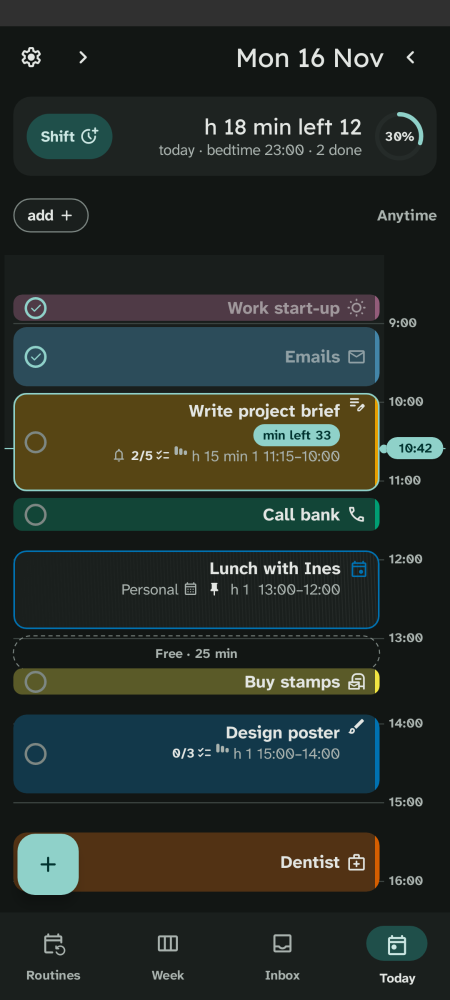 Mon 16 Nov
h 18 min left 12
today · bedtime 23:00 · 2 done
30%
Shift
Anytime
add +
Work start-up
9:00
Emails
10:00
Write project brief
min left 33
2/5 h 15 min 1 11:15–10:00
10:42
11:00
Call bank
12:00
Lunch with Ines
Personal h 1 13:00–12:00
13:00
Free · 25 min
Buy stamps
14:00
Design poster
0/3 h 1 15:00–14:00
15:00
Dentist
+
16:00
Routines
Week
Inbox
Today